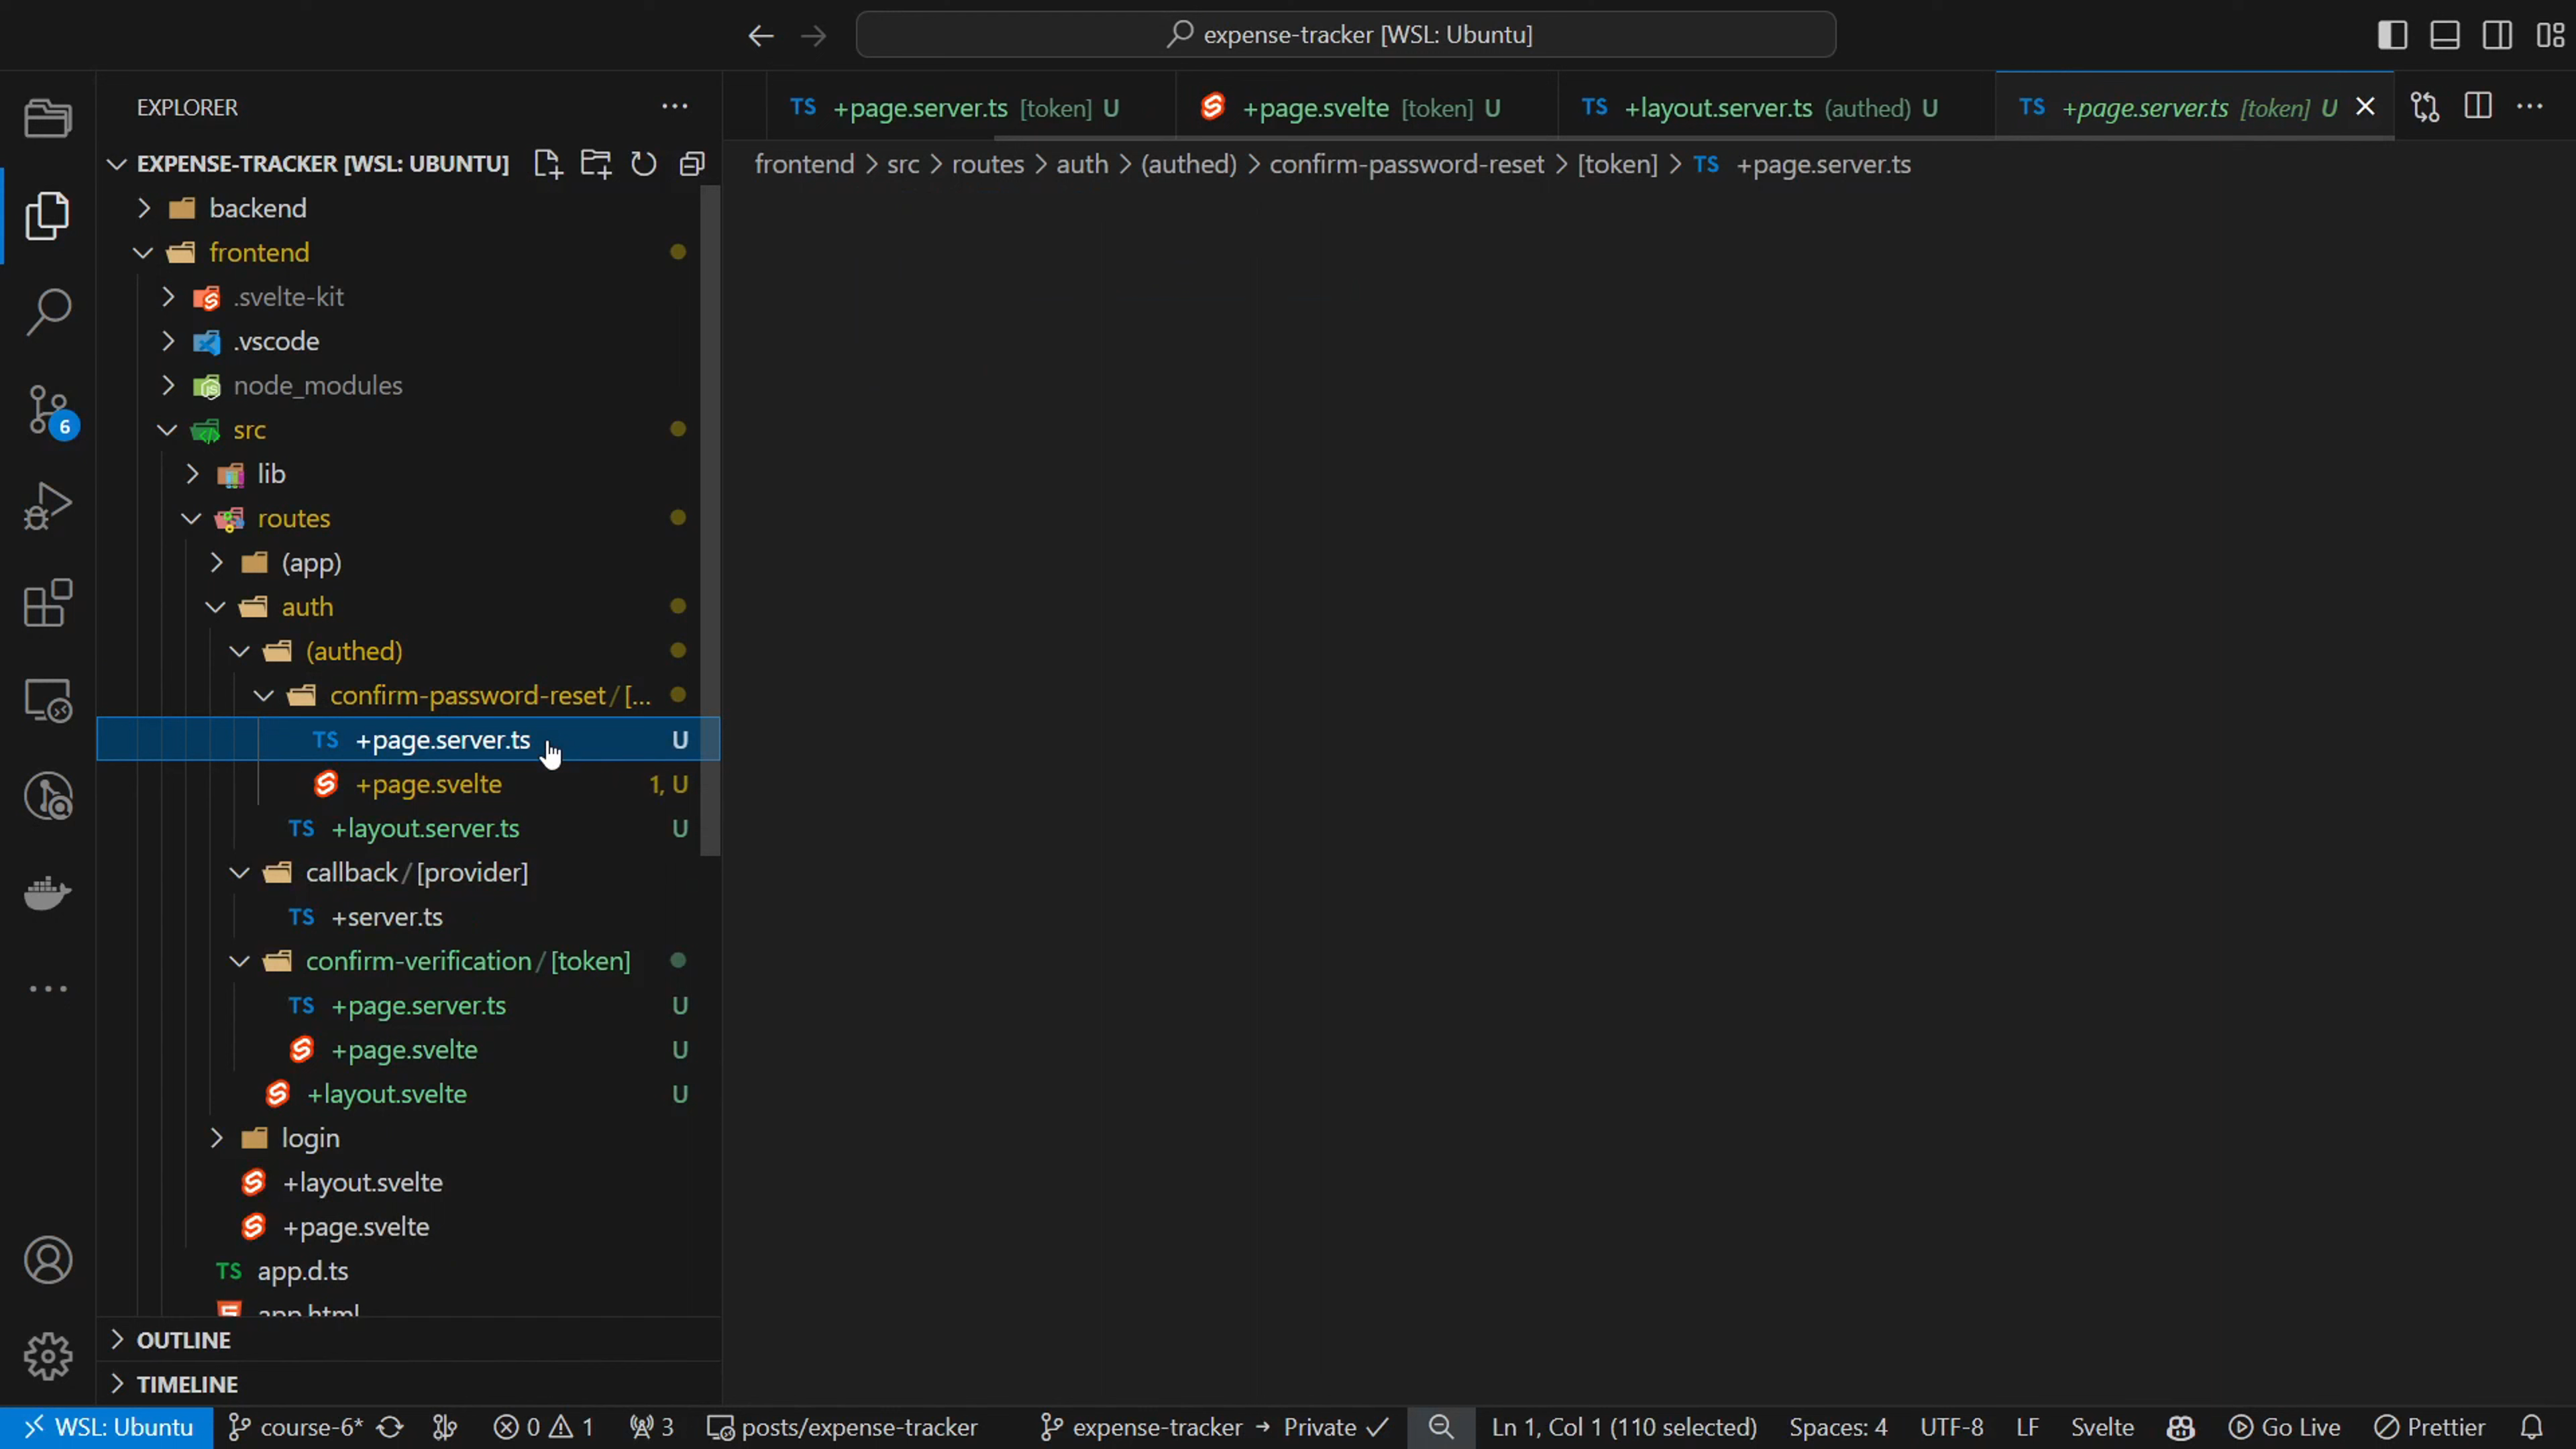 expense-tracker [WSL: Ubuntu]
EXPLORER
TS +page.server.ts [token] U
+page.svelte [token] U
TS +layout.server.ts (authed) U
TS +page.server.ts [token] U
EXPENSE-TRACKER [WSL: UBUNTU]
frontend > src > routes > auth > (authed) > confirm-password-reset > [token] > TS +page.server.ts
backend
frontend
.svelte-kit
.vscode
node_modules
src
6
lib
routes
(app)
auth
(authed)
confirm-password-reset / [...
TS +page.server.ts U
+page.svelte 1, U
TS +layout.server.ts U
callback / [provider]
TS +server.ts
confirm-verification / [token]
TS +page.server.ts U
+page.svelte U
+layout.svelte U
login
+layout.svelte
+page.svelte
TS app.d.ts
app.html
OUTLINE
TIMELINE
WSL: Ubuntu course-6* 0 1 3 posts/expense-tracker expense-tracker → Private ✓ Ln 1, Col 1 (110 selected) Spaces: 4 UTF-8 LF Svelte Go Live Prettier